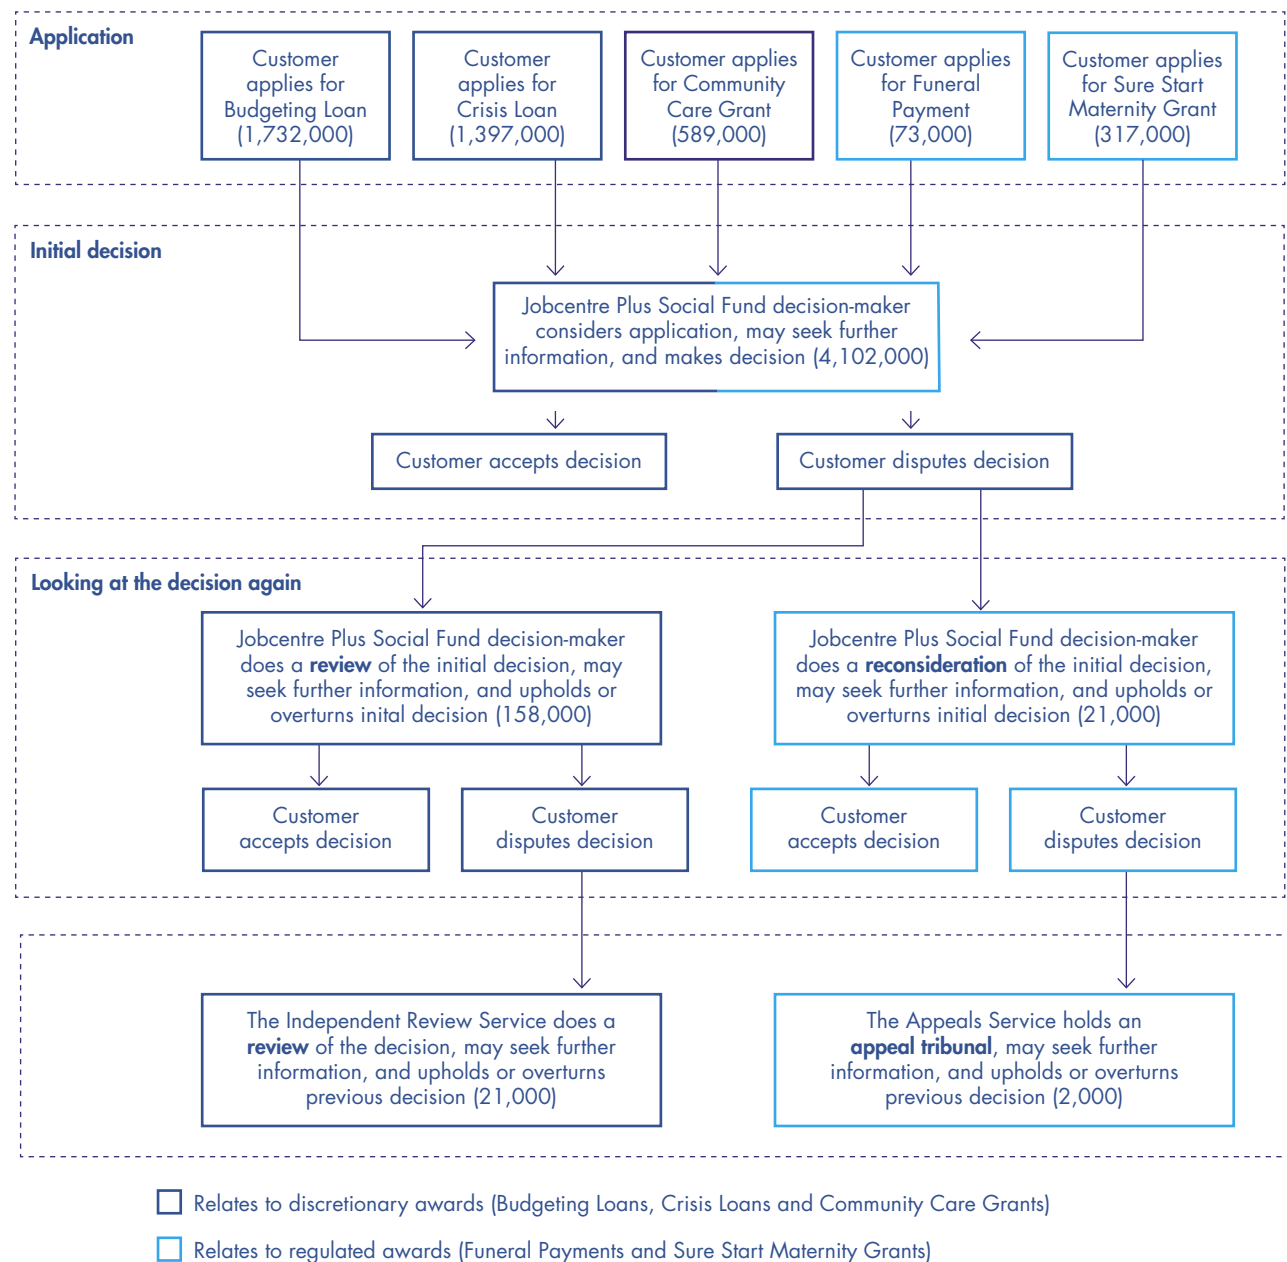 Application
Customer
applies for
Budgeting Loan
(1,732,000)
Customer
applies for
Crisis Loan
(1,397,000)
Customer applies
for Community
Care Grant
(589,000)
Customer applies
for Funeral
Payment
(73,000)
Customer applies
for Sure Start
Maternity Grant
(317,000)
Initial decision
Jobcentre Plus Social Fund decision-maker
considers application, may seek further
information, and makes decision (4,102,000)
Customer accepts decision
Customer disputes decision
Looking at the decision again
Jobcentre Plus Social Fund decision-maker
does a review of the initial decision, may
seek further information, and upholds or
overturns inital decision (158,000)
Jobcentre Plus Social Fund decision-maker
does a reconsideration of the initial decision,
may seek further information, and upholds or
overturns initial decision (21,000)
Customer
accepts decision
Customer
disputes decision
Customer
accepts decision
Customer
disputes decision
The Independent Review Service does a
review of the decision, may seek further
information, and upholds or overturns
previous decision (21,000)
The Appeals Service holds an
appeal tribunal, may seek further
information, and upholds or overturns
previous decision (2,000)
Relates to discretionary awards (Budgeting Loans, Crisis Loans and Community Care Grants)
Relates to regulated awards (Funeral Payments and Sure Start Maternity Grants)